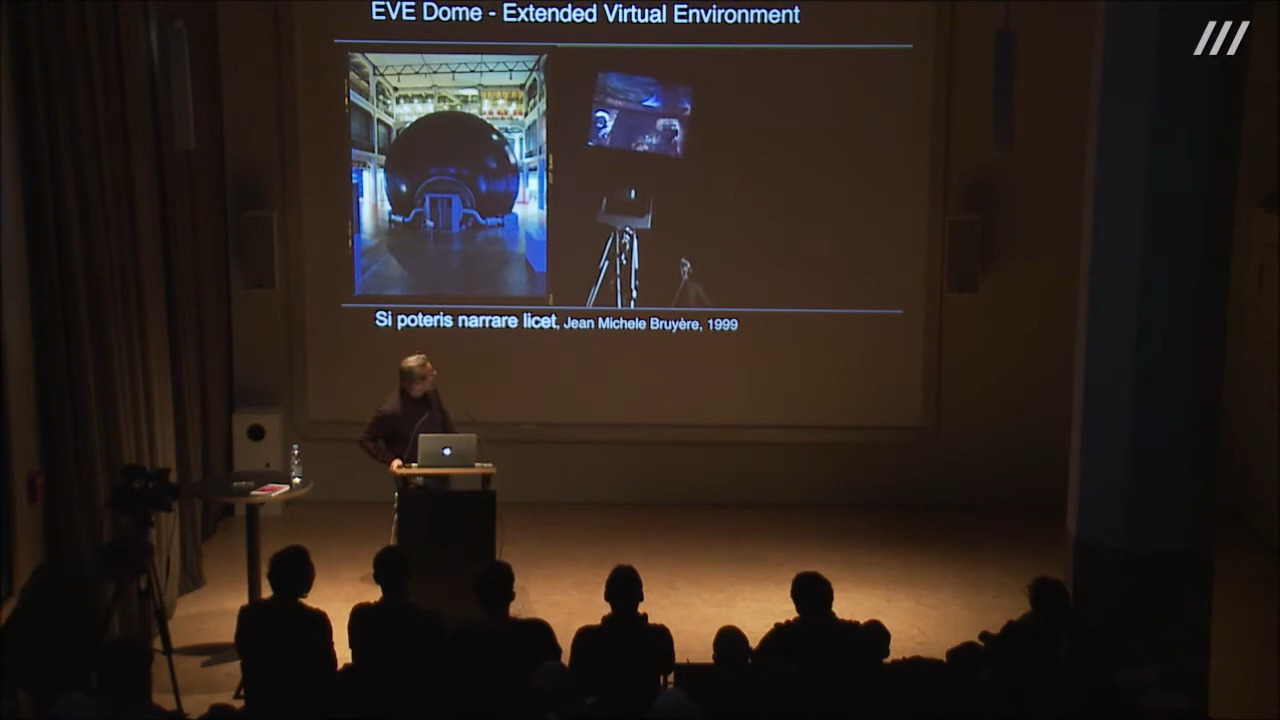 EVE Dome - Extended Virtual Environment
Si poteris narrare licet, Jean Michele Bruyère, 1999